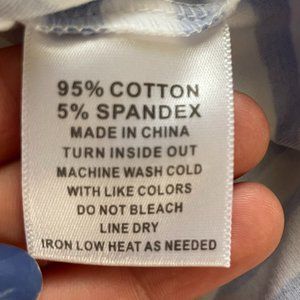 95% COTTON
5% SPANDEX
MADE IN CHINA
TURN INSIDE OUT
MACHINE WASH COLD
WITH LIKE COLORS
DO NOT BLEACH
LINE DRY
IRON LOW HEAT AS NEEDED